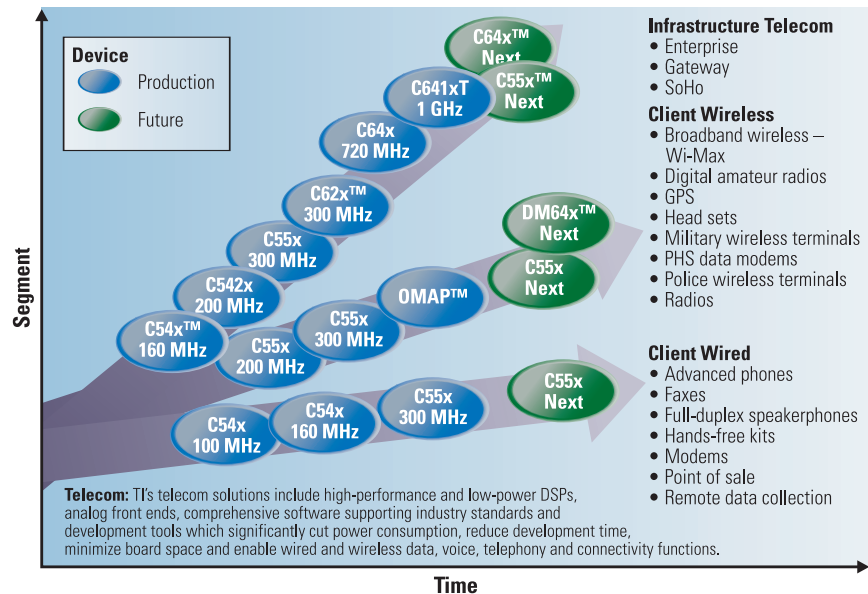 Device
Production
Future
C64x™
Next
C55x™
Next
C641xT
1 GHz
C64x
720 MHz
C62x™
300 MHz
C55x
300 MHz
C542x
200 MHz
C54x™
160 MHz
DM64x™
Next
C55x
Next
OMAP™
C55x
300 MHz
C55x
200 MHz
C55x
Next
C55x
300 MHz
C54x
160 MHz
C54x
100 MHz
Infrastructure Telecom
• Enterprise
• Gateway
• SoHo
Client Wireless
• Broadband wireless –
Wi-Max
• Digital amateur radios
• GPS
• Head sets
• Military wireless terminals
• PHS data modems
• Police wireless terminals
• Radios
Client Wired
• Advanced phones
• Faxes
• Full-duplex speakerphones
• Hands-free kits
• Modems
• Point of sale
• Remote data collection
Telecom: TI's telecom solutions include high-performance and low-power DSPs,
analog front ends, comprehensive software supporting industry standards and
development tools which significantly cut power consumption, reduce development time,
minimize board space and enable wired and wireless data, voice, telephony and connectivity functions.
Segment
Time